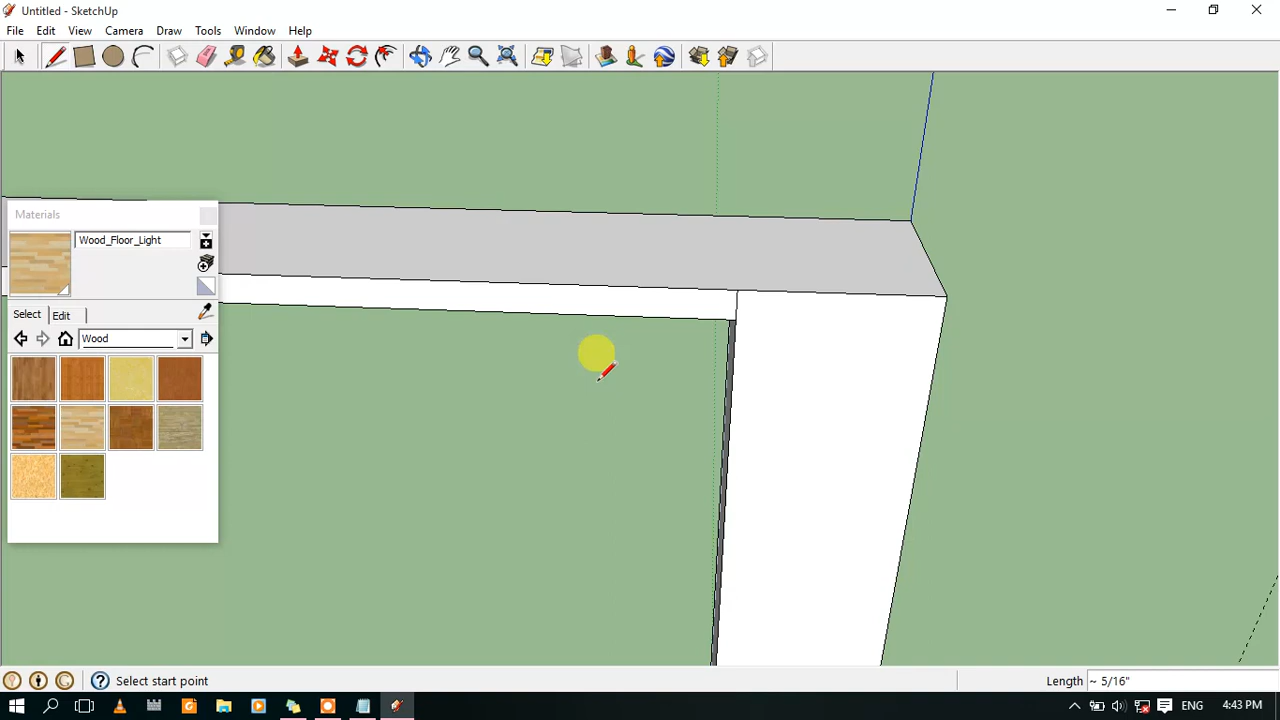 Untitled - SketchUp
File Edit View Camera Draw Tools Window Help
Materials
Wood_Floor_Light
Select Edit
Wood
Select start point
Length ~ 5/16"
ENG 4:43 PM